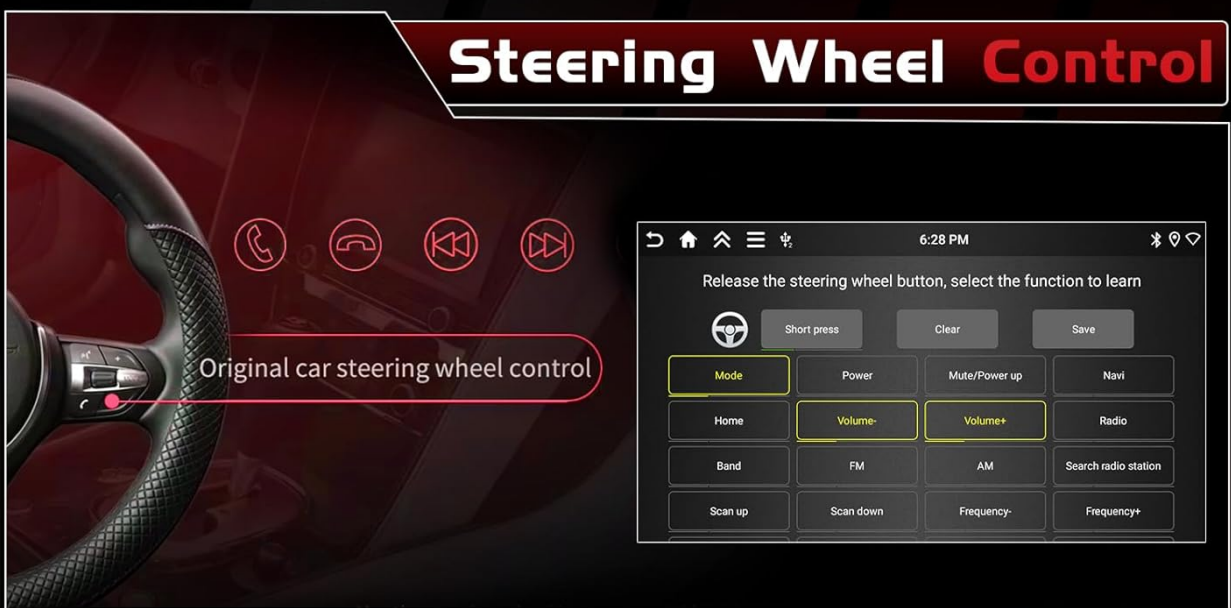 Steering Wheel Control
Original car steering wheel control
6:28 PM
Release the steering wheel button, select the function to learn
Short press Clear Save
Mode Power Mute/Power up Navi
Home Volume- Volume+ Radio
Band FM AM Search radio station
Scan up Scan down Frequency- Frequency+